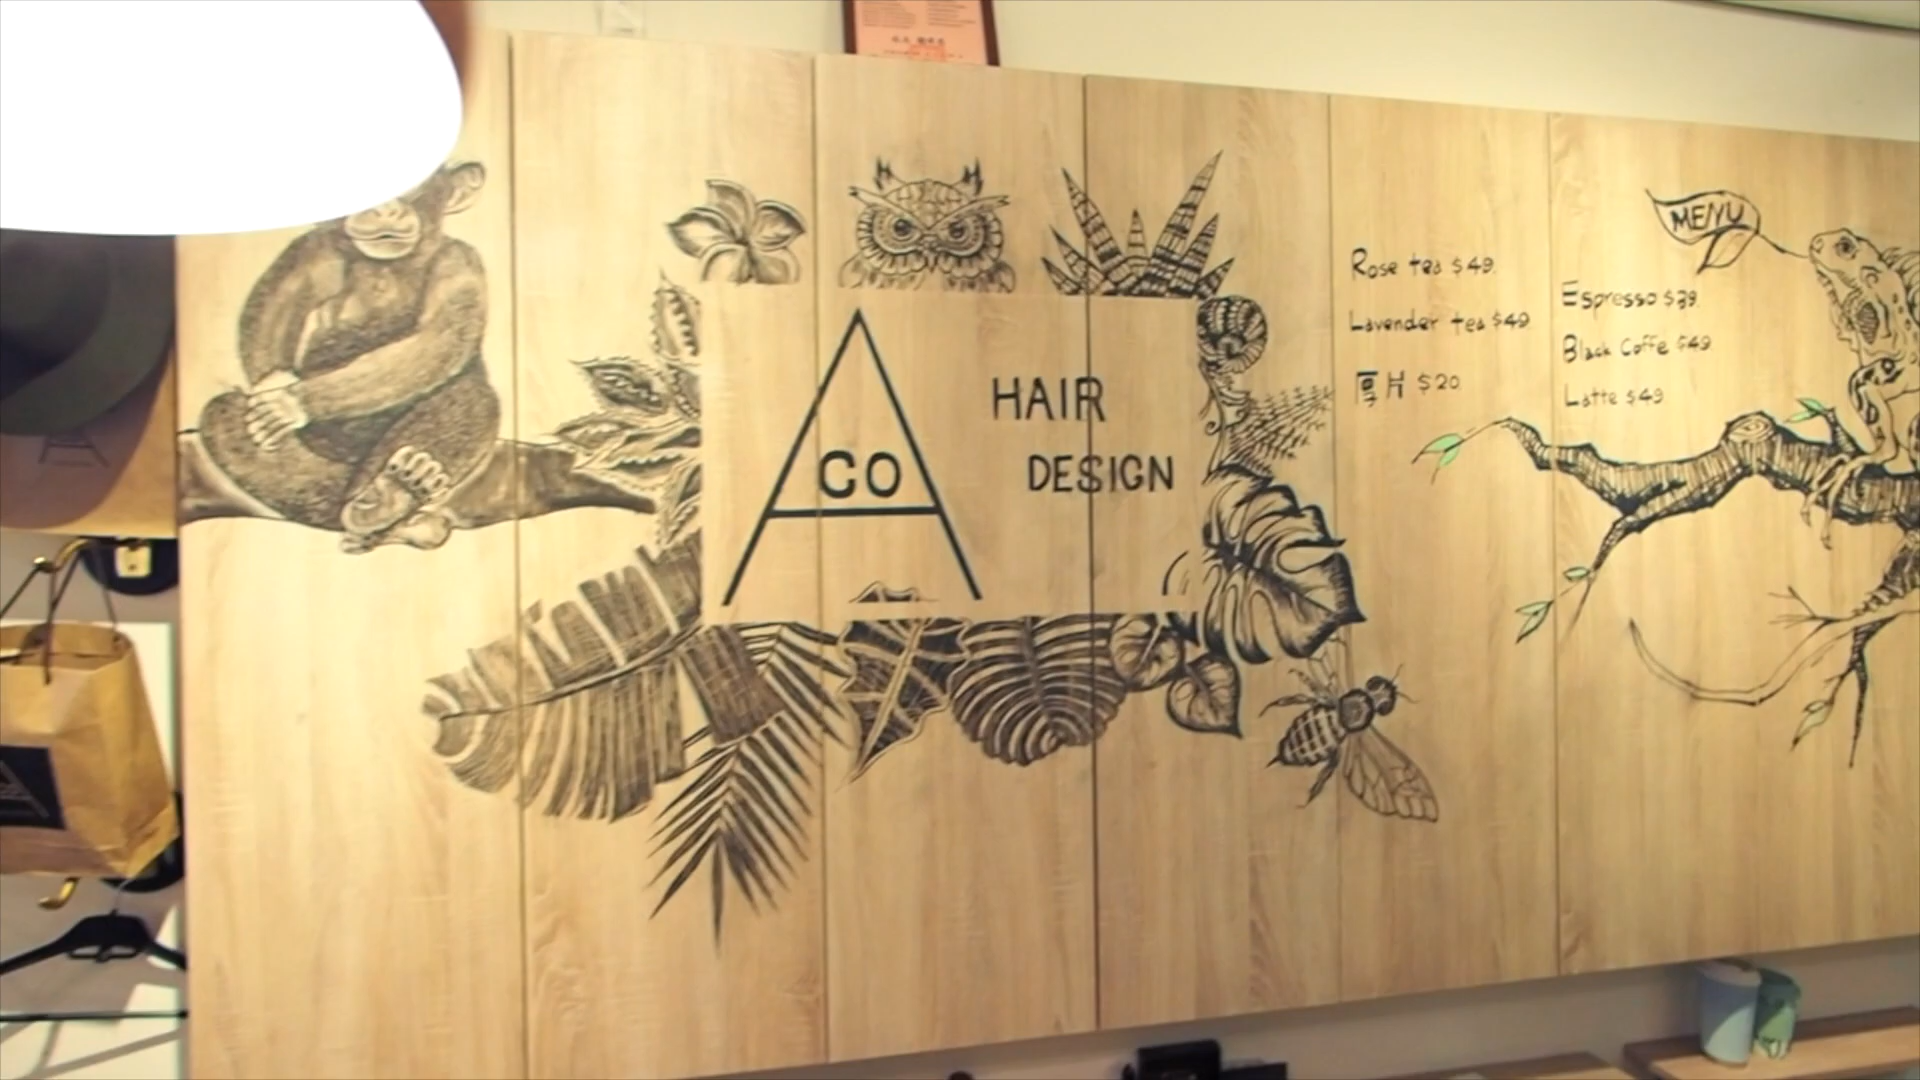 A
CO
HAIR
DESIGN
MENU
Rose tea $49
Lavender tea $49
厚片 $20
Espresso $39
Black Coffe $49
Latte $49